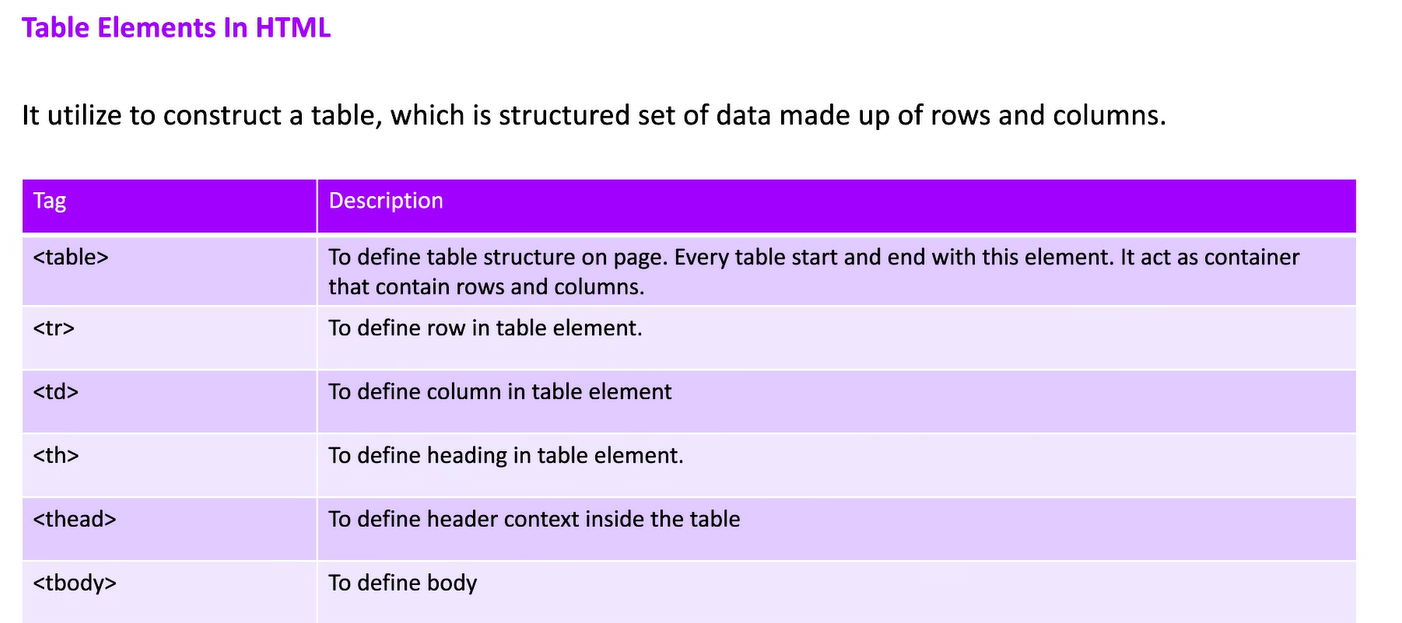 Table Elements In HTML
It utilize to construct a table, which is structured set of data made up of rows and columns.
Tag Description
<table> To define table structure on page. Every table start and end with this element. It act as container
that contain rows and columns.
<tr> To define row in table element.
<td> To define column in table element
<th> To define heading in table element.
<thead> To define header context inside the table
<tbody> To define body